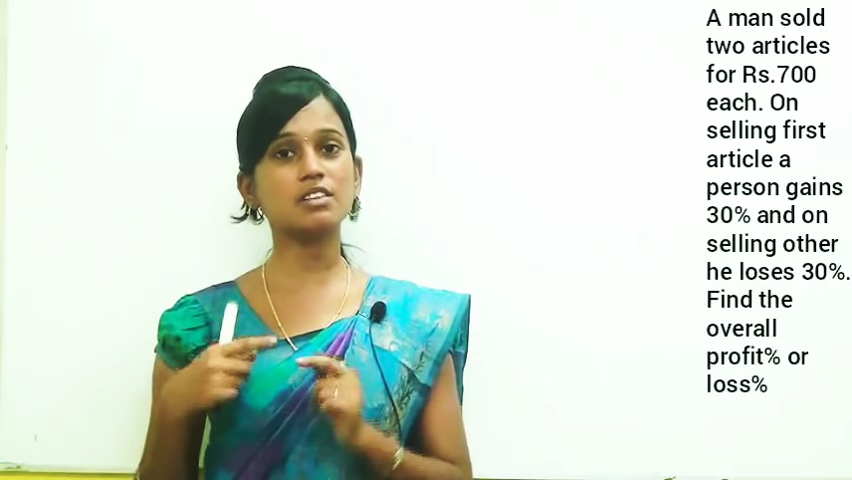 A man sold
two articles
for Rs.700
each. On
selling first
article a
person gains
30% and on
selling other
he loses 30%.
Find the
overall
profit% or
loss%